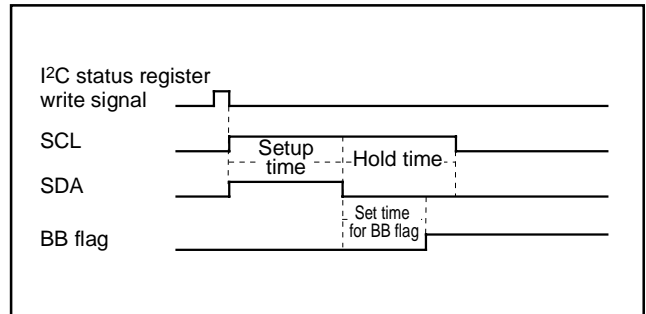 I²C status register
write signal
SCL
Setup
time
Hold time
SDA
Set time
for BB flag
BB flag